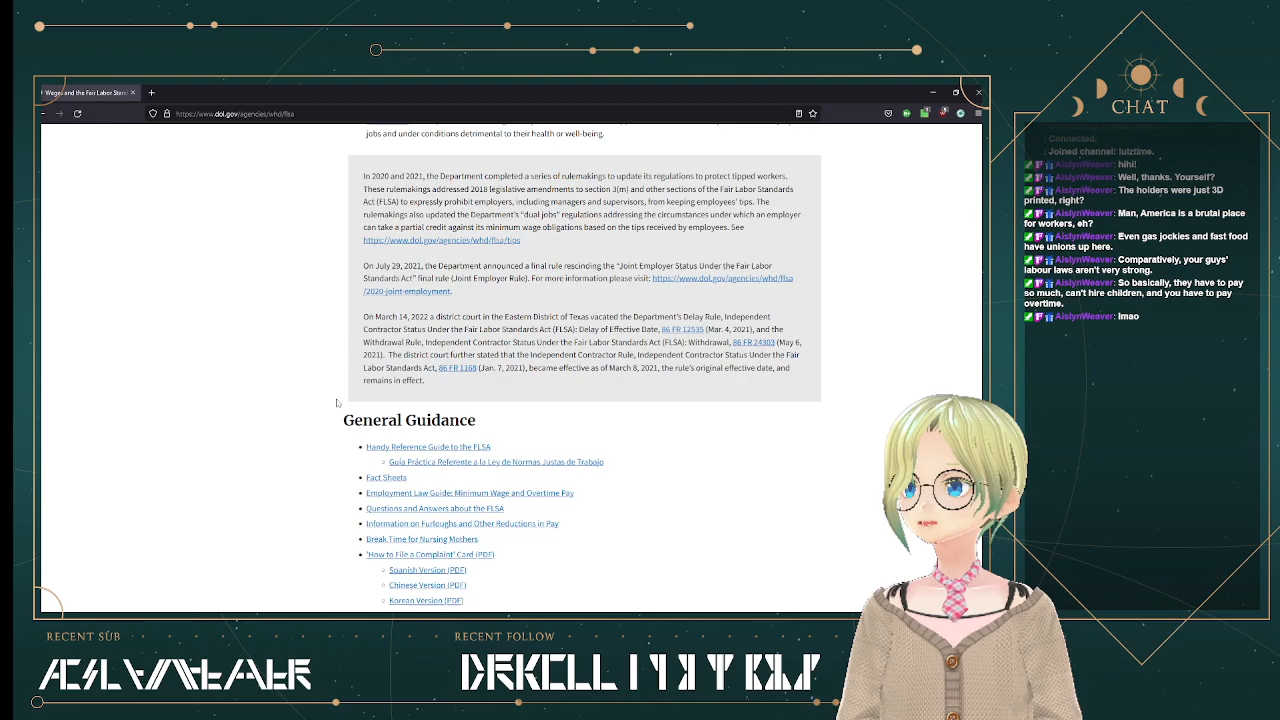 Wages and the Fair Labor Stand
https://www.dol.gov/agencies/whd/flsa
jobs and under conditions detrimental to their health or well-being.
In 2020 and 2021, the Department completed a series of rulemakings to update its regulations to protect tipped workers.
These rulemakings addressed 2018 legislative amendments to section 3(m) and other sections of the Fair Labor Standards
Act (FLSA) to expressly prohibit employers, including managers and supervisors, from keeping employees' tips. The
rulemakings also updated the Department's "dual jobs" regulations addressing the circumstances under which an employer
can take a partial credit against its minimum wage obligations based on the tips received by employees. See
https://www.dol.gov/agencies/whd/flsa/tips
On July 29, 2021, the Department announced a final rule rescinding the "Joint Employer Status Under the Fair Labor
Standards Act" final rule (Joint Employer Rule). For more information please visit: https://www.dol.gov/agencies/whd/flsa
/2020-joint-employment.
On March 14, 2022 a district court in the Eastern District of Texas vacated the Department's Delay Rule, Independent
Contractor Status Under the Fair Labor Standards Act (FLSA): Delay of Effective Date, 86 FR 12535 (Mar. 4, 2021), and the
Withdrawal Rule, Independent Contractor Status Under the Fair Labor Standards Act (FLSA): Withdrawal, 86 FR 24303 (May 6,
2021). The district court further stated that the Independent Contractor Rule, Independent Contractor Status Under the Fair
Labor Standards Act, 86 FR 1168 (Jan. 7, 2021), became effective as of March 8, 2021, the rule's original effective date, and
remains in effect.
General Guidance
Handy Reference Guide to the FLSA
Guía Práctica Referente a la Ley de Normas Justas de Trabajo
Fact Sheets
Employment Law Guide: Minimum Wage and Overtime Pay
Questions and Answers about the FLSA
Information on Furloughs and Other Reductions in Pay
Break Time for Nursing Mothers
'How to File a Complaint' Card (PDF)
Spanish Version (PDF)
Chinese Version (PDF)
Korean Version (PDF)
CHAT
Connected.
Joined channel: lulztime.
AislynWeaver: hihi!
AislynWeaver: Well, thanks. Yourself?
AislynWeaver: The holders were just 3D
printed, right?
AislynWeaver: Man, America is a brutal place
for workers, eh?
AislynWeaver: Even gas jockies and fast food
have unions up here.
AislynWeaver: Comparatively, your guys'
labour laws aren't very strong.
AislynWeaver: So basically, they have to pay
so much, can't hire children, and you have to pay
overtime.
AislynWeaver: lmao
RECENT SUB
RECENT FOLLOW